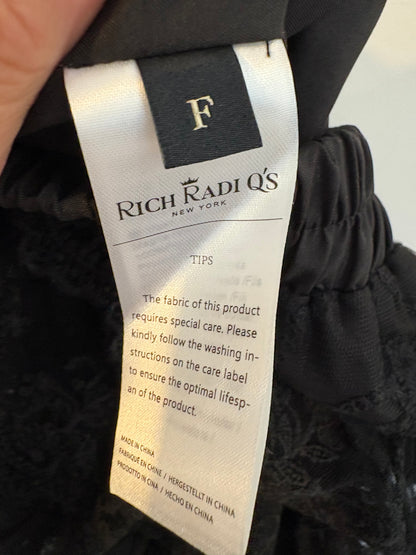 F
RICH RADI Q'S
NEW YORK
TIPS
The fabric of this product
requires special care. Please
kindly follow the washing in-
structions on the care label
to ensure the optimal lifesp-
an of the product.
MADE IN CHINA
FABRIQUÉ EN CHINE / HERGESTELLT IN CHINA
PRODOTTO IN CINA / HECHO EN CHINA